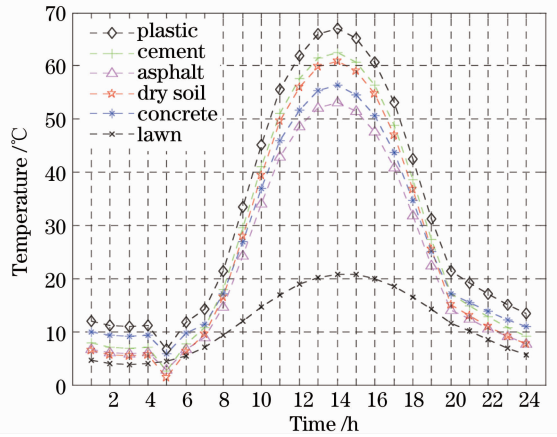 70
60
50
40
30
20
10
0
Temperature /℃
plastic
cement
asphalt
dry soil
concrete
lawn
2 4 6 8 10 12 14 16 18 20 22 24
Time /h